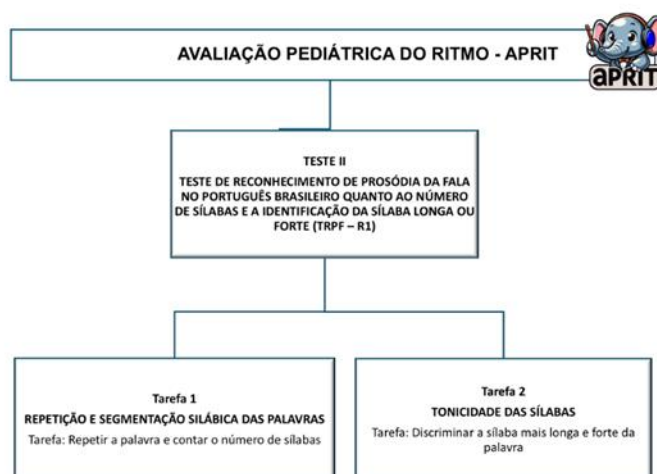 AVALIAÇÃO PEDIÁTRICA DO RITMO - APRIT
aPRIT
TESTE II
TESTE DE RECONHECIMENTO DE PROSÓDIA DA FALA
NO PORTUGUÊS BRASILEIRO QUANTO AO NÚMERO
DE SÍLABAS E A IDENTIFICAÇÃO DA SÍLABA LONGA OU
FORTE (TRPF – R1)
Tarefa 1
REPETIÇÃO E SEGMENTAÇÃO SILÁBICA DAS PALAVRAS
Tarefa: Repetir a palavra e contar o número de sílabas
Tarefa 2
TONICIDADE DAS SÍLABAS
Tarefa: Discriminar a sílaba mais longa e forte da
palavra